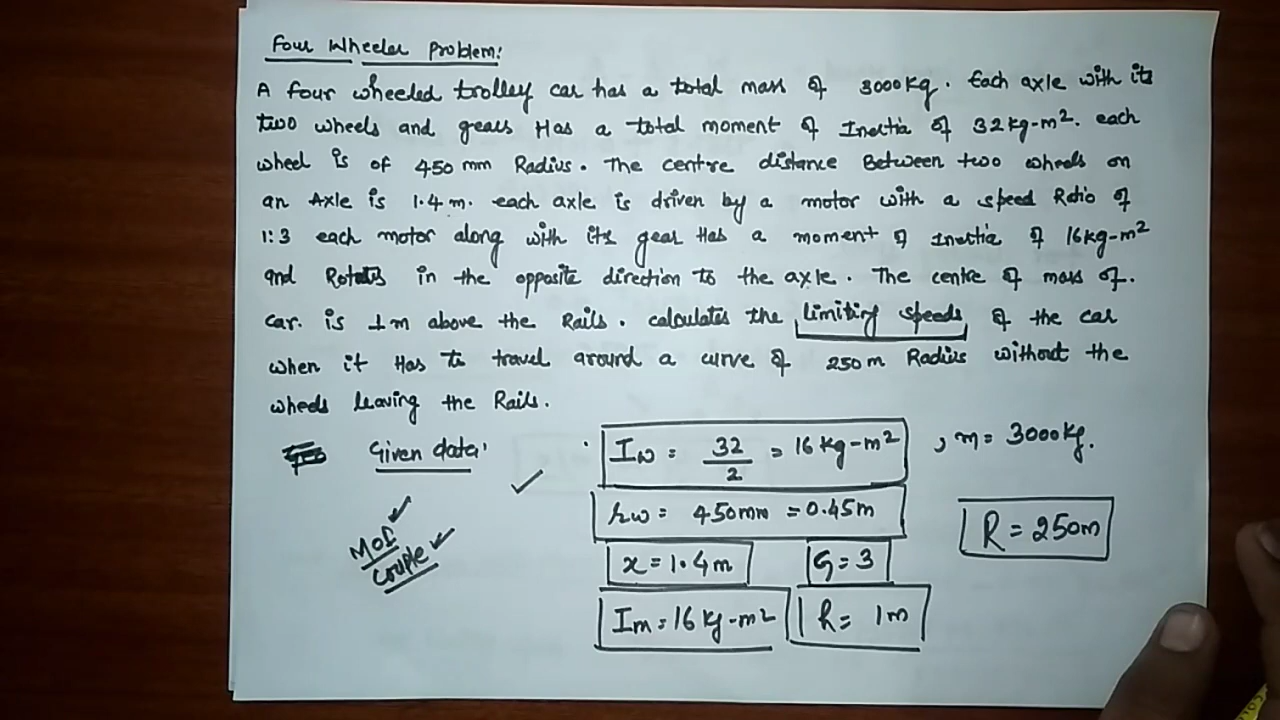 Four Wheeler Problem:
A four wheeled trolley car has a total mass of 3000kg. Each axle with its
two wheels and gears Has a total moment of Inertia of 32kg-m². each
wheel is of 450mm Radius. The centre distance Between two wheels on
an Axle is 1.4m. each axle is driven by a motor with a speed Ratio of
1:3 each motor along with its gear Has a moment of Inertia of 16kg-m²
and Rotates in the opposite direction to the axle. The centre of mass of.
car. is 1m above the Rails. calculates the limiting speeds of the car
when it Has to travel around a curve of 250m Radius without the
wheels leaving the Rails.
Given data: Iw = 32/2 = 16kg-m² , m = 3000kg.
rw = 450mm = 0.45m
R = 250m
MOI
couple
x = 1.4m G = 3
Im = 16kg-m² h = 1m